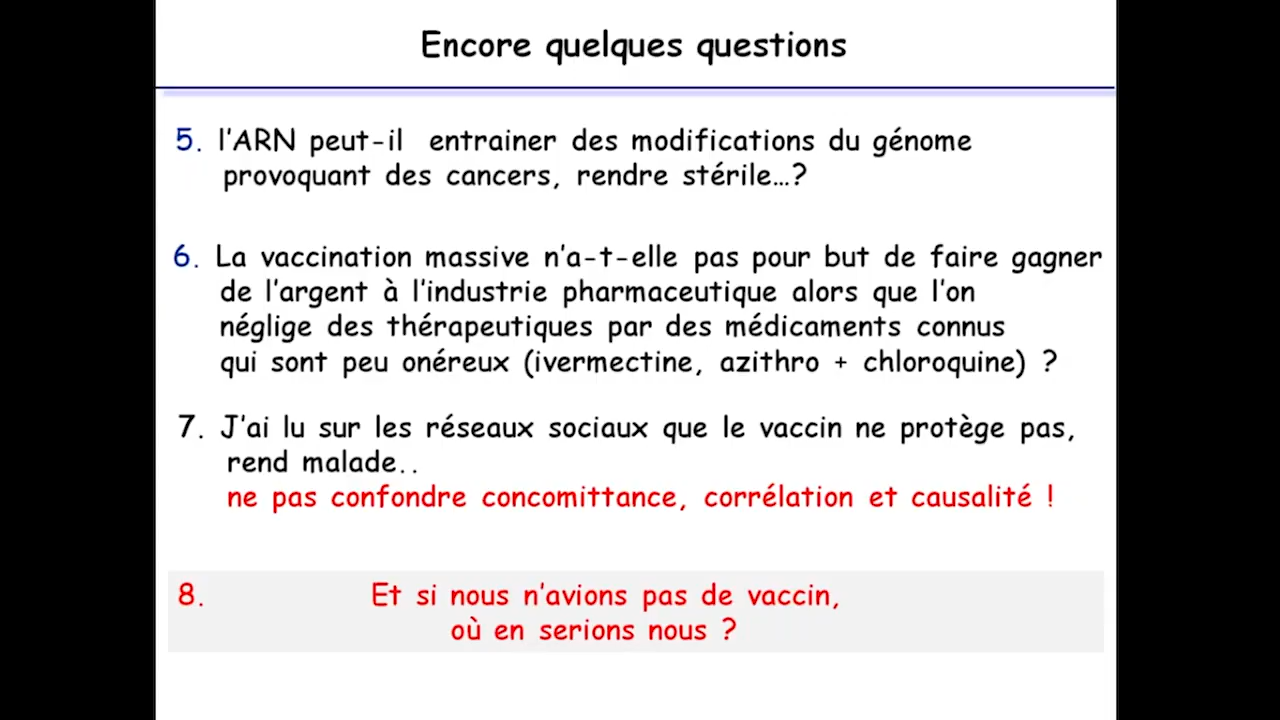 Encore quelques questions
5. l'ARN peut-il entrainer des modifications du génome
provoquant des cancers, rendre stérile...?
6. La vaccination massive n'a-t-elle pas pour but de faire gagner
de l'argent à l'industrie pharmaceutique alors que l'on
néglige des thérapeutiques par des médicaments connus
qui sont peu onéreux (ivermectine, azithro + chloroquine) ?
7. J'ai lu sur les réseaux sociaux que le vaccin ne protège pas,
rend malade..
ne pas confondre concomittance, corrélation et causalité !
8. Et si nous n'avions pas de vaccin,
où en serions nous ?